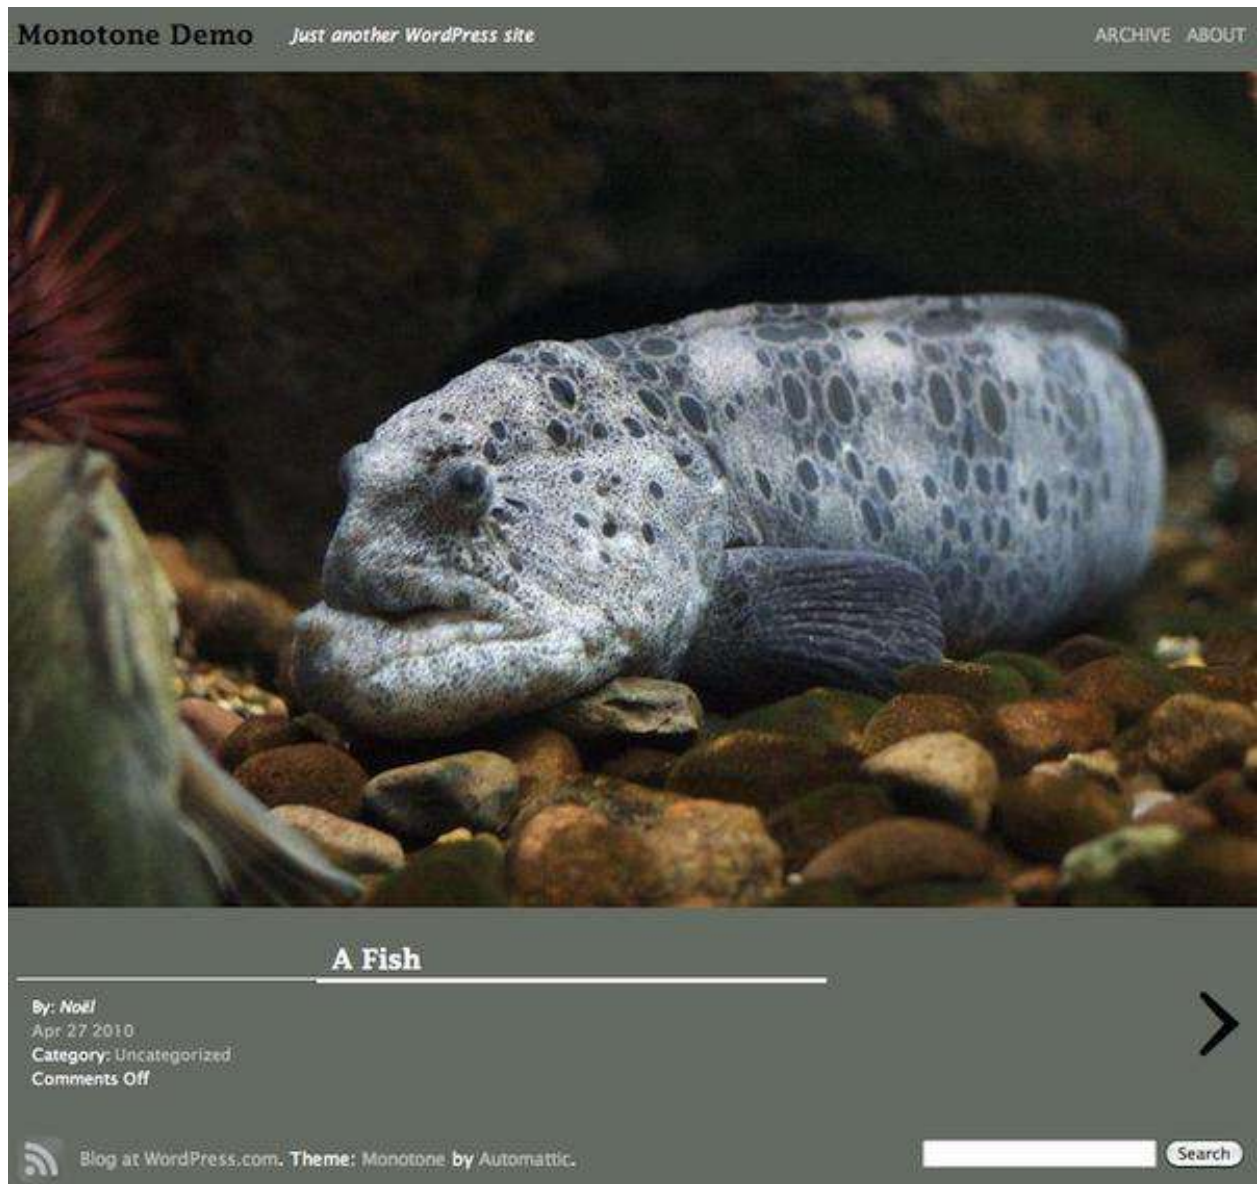 Monotone Demo
Just another WordPress site
ARCHIVE ABOUT
A Fish
By: Noël
Apr 27 2010
Category: Uncategorized
Comments Off
Blog at WordPress.com. Theme: Monotone by Automattic.
Search